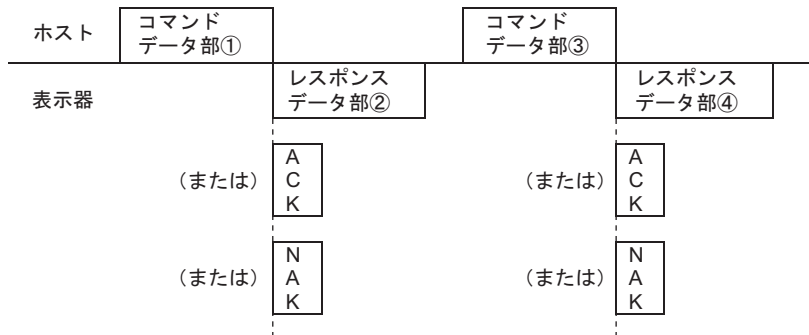 ホスト
コマンド
データ部①
コマンド
データ部③
表示器
レスポンス
データ部②
レスポンス
データ部④
(または)
A
C
K
(または)
A
C
K
(または)
N
A
K
(または)
N
A
K